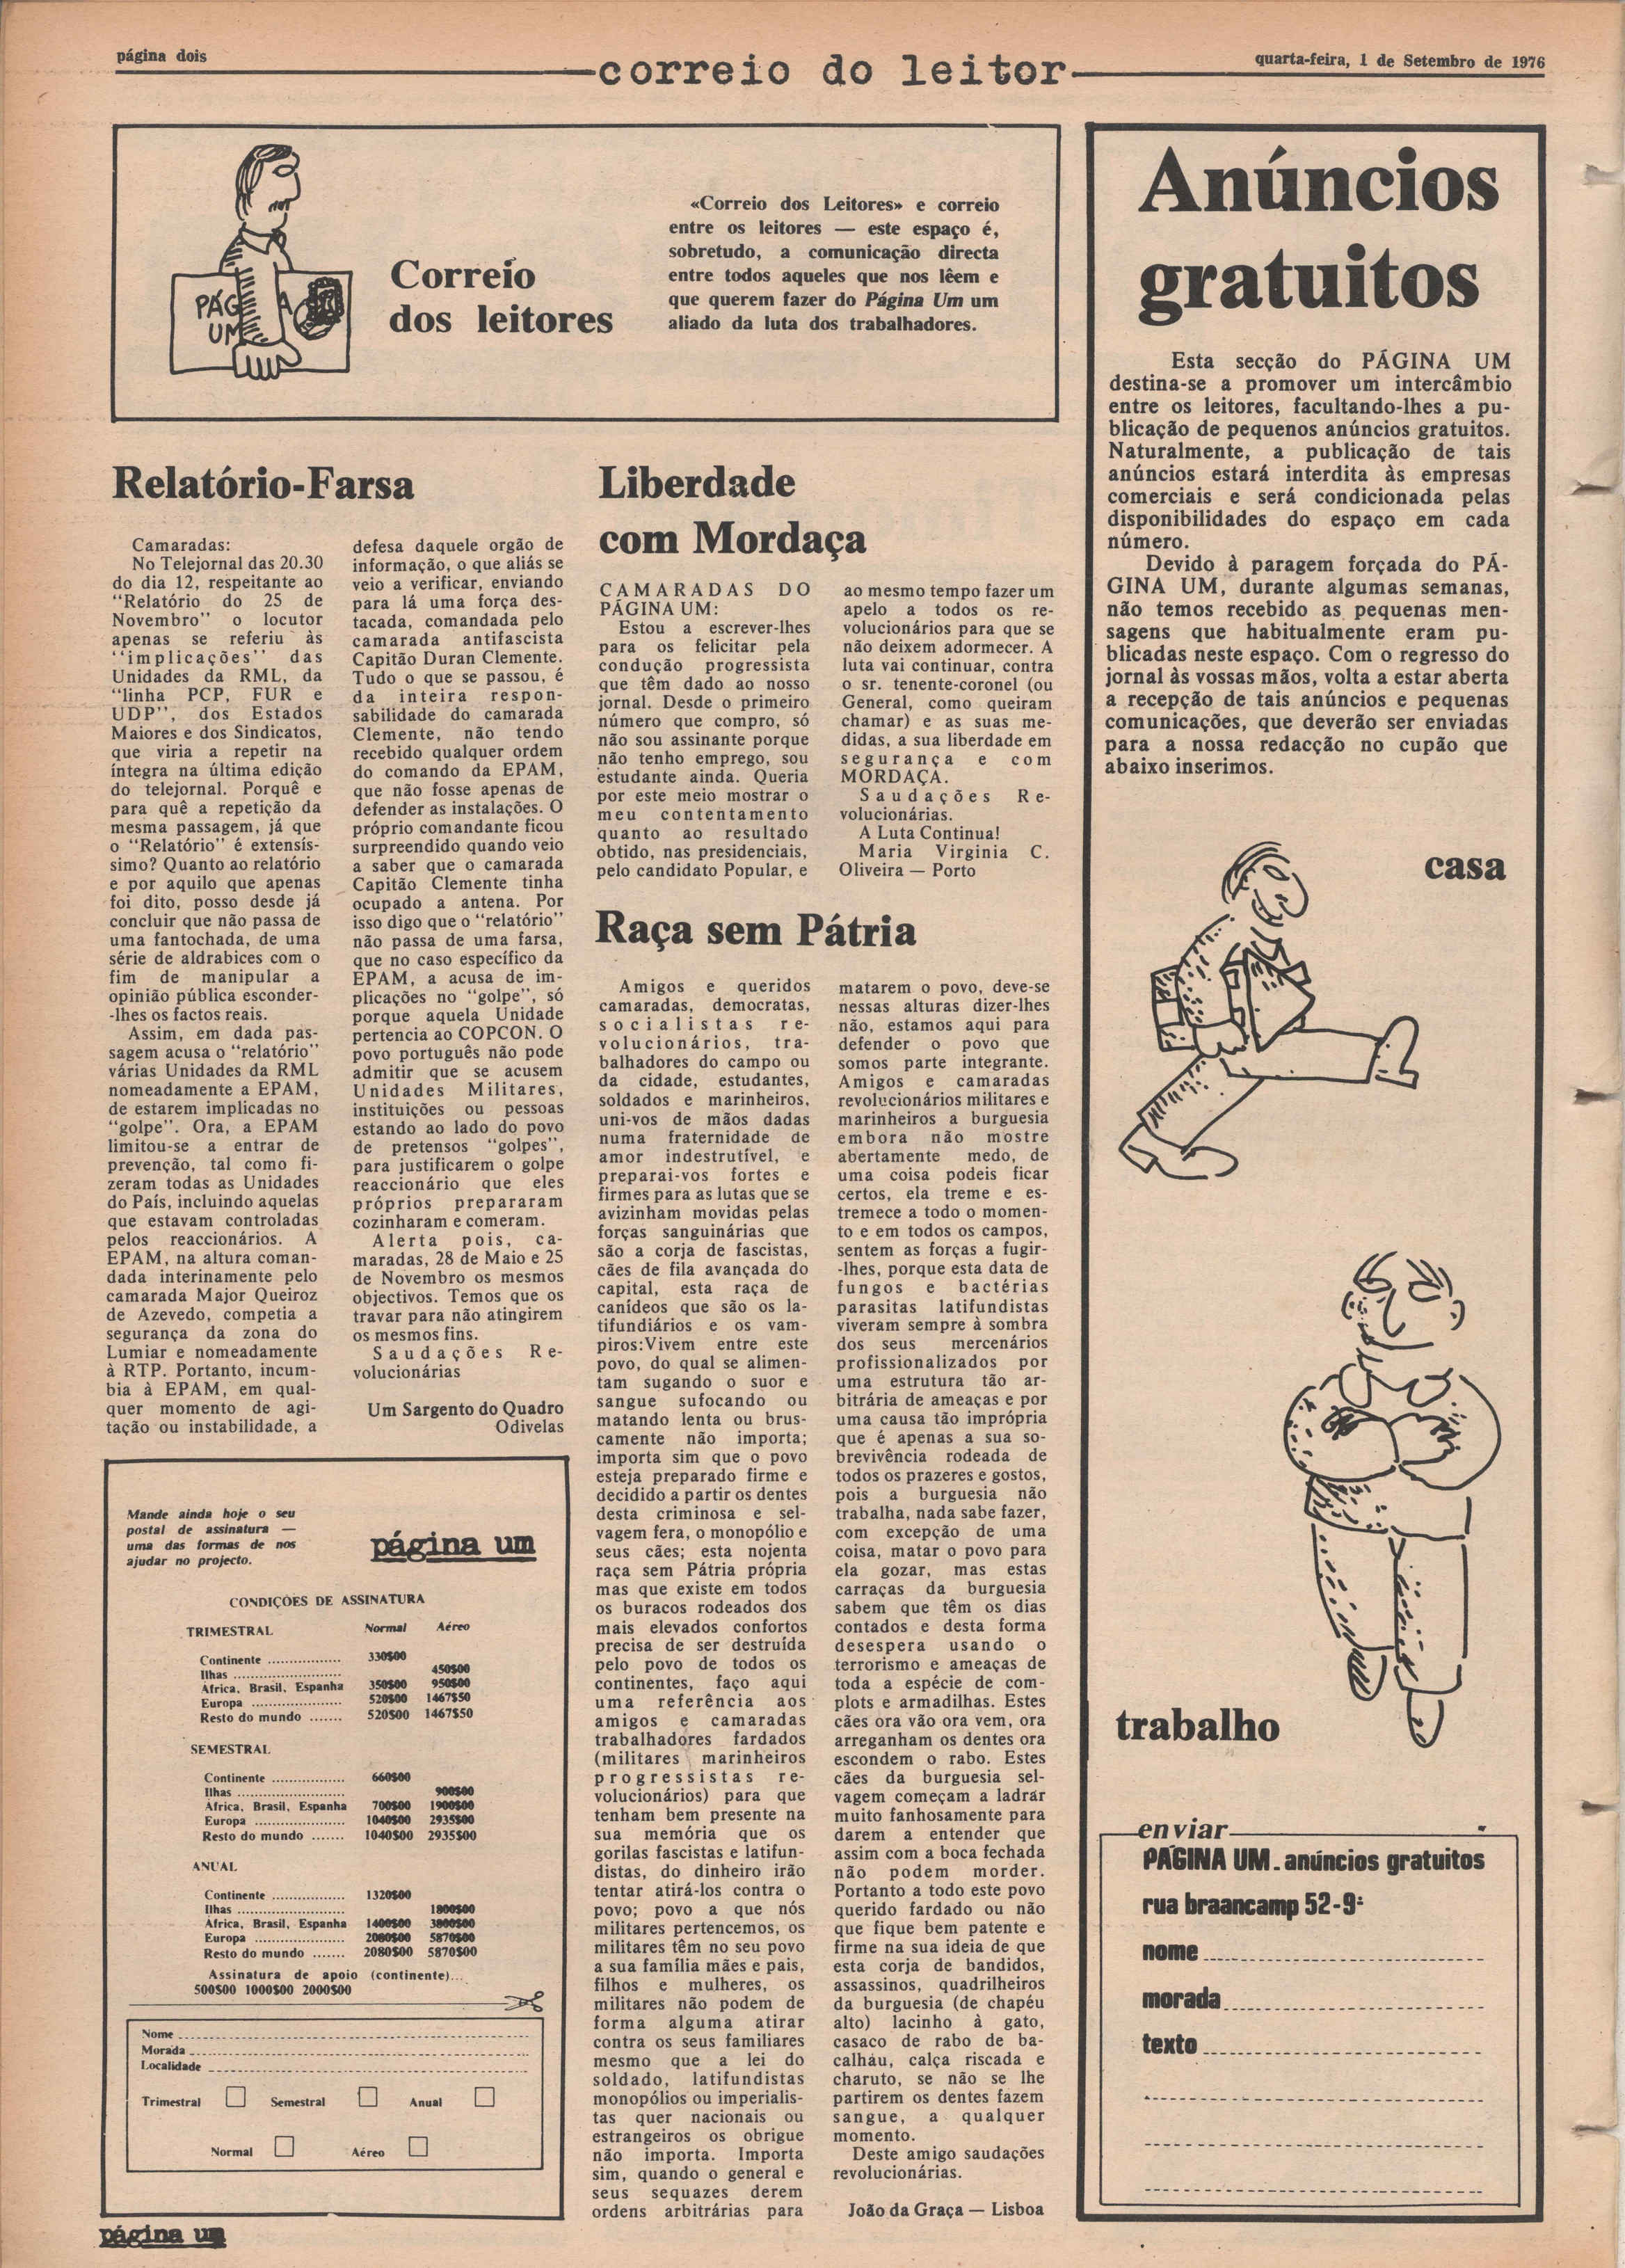 página dois
correio do leitor
quarta-feira, 1 de Setembro de 1976
PÁG
UM
Correio
dos leitores
«Correio dos Leitores» e correio
entre os leitores — este espaço é,
sobretudo, a comunicação directa
entre todos aqueles que nos lêem e
que querem fazer do Página Um um
aliado da luta dos trabalhadores.
Relatório-Farsa
Camaradas:
No Telejornal das 20.30
do dia 12, respeitante ao
"Relatório do 25 de
Novembro" o locutor
apenas se referiu às
"implicações" das
Unidades da RML, da
"linha PCP, FUR e
UDP", dos Estados
Maiores e dos Sindicatos,
que viria a repetir na
íntegra na última edição
do telejornal. Porquê e
para quê a repetição da
mesma passagem, já que
o "Relatório" é extensís-
simo? Quanto ao relatório
e por aquilo que apenas
foi dito, posso desde já
concluir que não passa de
uma fantochada, de uma
série de aldrabices com o
fim de manipular a
opinião pública esconder-
-lhes os factos reais.
Assim, em dada pas-
sagem acusa o "relatório"
várias Unidades da RML
nomeadamente a EPAM,
de estarem implicadas no
"golpe". Ora, a EPAM
limitou-se a entrar de
prevenção, tal como fi-
zeram todas as Unidades
do País, incluindo aquelas
que estavam controladas
pelos reaccionários. A
EPAM, na altura coman-
dada interinamente pelo
camarada Major Queiroz
de Azevedo, competia a
segurança da zona do
Lumiar e nomeadamente
à RTP. Portanto, incum-
bia à EPAM, em qual-
quer momento de agi-
tação ou instabilidade, a
defesa daquele orgão de
informação, o que aliás se
veio a verificar, enviando
para lá uma força des-
tacada, comandada pelo
camarada antifascista
Capitão Duran Clemente.
Tudo o que se passou, é
da inteira respon-
sabilidade do camarada
Clemente, não tendo
recebido qualquer ordem
do comando da EPAM,
que não fosse apenas de
defender as instalações. O
próprio comandante ficou
surpreendido quando veio
a saber que o camarada
Capitão Clemente tinha
ocupado a antena. Por
isso digo que o "relatório"
não passa de uma farsa,
que no caso específico da
EPAM, a acusa de im-
plicações no "golpe", só
porque aquela Unidade
pertencia ao COPCON. O
povo português não pode
admitir que se acusem
Unidades Militares,
instituições ou pessoas
estando ao lado do povo
de pretensos "golpes",
para justificarem o golpe
reaccionário que eles
próprios prepararam
cozinharam e comeram.
Alerta pois, ca-
maradas, 28 de Maio e 25
de Novembro os mesmos
objectivos. Temos que os
travar para não atingirem
os mesmos fins.
Saudações Re-
volucionárias
Um Sargento do Quadro
Odivelas
Liberdade
com Mordaça
CAMARADAS DO
PÁGINA UM:
Estou a escrever-lhes
para os felicitar pela
condução progressista
que têm dado ao nosso
jornal. Desde o primeiro
número que compro, só
não sou assinante porque
não tenho emprego, sou
estudante ainda. Queria
por este meio mostrar o
meu contentamento
quanto ao resultado
obtido, nas presidenciais,
pelo candidato Popular, e
ao mesmo tempo fazer um
apelo a todos os re-
volucionários para que se
não deixem adormecer. A
luta vai continuar, contra
o sr. tenente-coronel (ou
General, como queiram
chamar) e as suas me-
didas, a sua liberdade em
segurança e com
MORDAÇA.
Saudações Re-
volucionárias.
A Luta Continua!
Maria Virginia C.
Oliveira — Porto
Raça sem Pátria
Amigos e queridos
camaradas, democratas,
socialistas re-
volucionários, tra-
balhadores do campo ou
da cidade, estudantes,
soldados e marinheiros,
uni-vos de mãos dadas
numa fraternidade de
amor indestrutível, e
preparai-vos fortes e
firmes para as lutas que se
avizinham movidas pelas
forças sanguinárias que
são a corja de fascistas,
cães de fila avançada do
capital, esta raça de
canídeos que são os la-
tifundiários e os vam-
piros:Vivem entre este
povo, do qual se alimen-
tam sugando o suor e
sangue sufocando ou
matando lenta ou brus-
camente não importa;
importa sim que o povo
esteja preparado firme e
decidido a partir os dentes
desta criminosa e sel-
vagem fera, o monopólio e
seus cães; esta nojenta
raça sem Pátria própria
mas que existe em todos
os buracos rodeados dos
mais elevados confortos
precisa de ser destruída
pelo povo de todos os
continentes, faço aqui
uma referência aos
amigos e camaradas
trabalhadores fardados
(militares marinheiros
progressistas re-
volucionários) para que
tenham bem presente na
sua memória que os
gorilas fascistas e latifun-
distas, do dinheiro irão
tentar atirá-los contra o
povo; povo a que nós
militares pertencemos, os
militares têm no seu povo
a sua família mães e pais,
filhos e mulheres, os
militares não podem de
forma alguma atirar
contra os seus familiares
mesmo que a lei do
soldado, latifundistas
monopólios ou imperialis-
tas quer nacionais ou
estrangeiros os obrigue
não importa. Importa
sim, quando o general e
seus sequazes derem
ordens arbitrárias para
matarem o povo, deve-se
nessas alturas dizer-lhes
não, estamos aqui para
defender o povo que
somos parte integrante.
Amigos e camaradas
revolucionários militares e
marinheiros a burguesia
embora não mostre
abertamente medo, de
uma coisa podeis ficar
certos, ela treme e es-
tremece a todo o momen-
to e em todos os campos,
sentem as forças a fugir-
-lhes, porque esta data de
fungos e bactérias
parasitas latifundistas
viveram sempre à sombra
dos seus mercenários
profissionalizados por
uma estrutura tão ar-
bitrária de ameaças e por
uma causa tão imprópria
que é apenas a sua so-
brevivência rodeada de
todos os prazeres e gostos,
pois a burguesia não
trabalha, nada sabe fazer,
com excepção de uma
coisa, matar o povo para
ela gozar, mas estas
carraças da burguesia
sabem que têm os dias
contados e desta forma
desespera usando o
terrorismo e ameaças de
toda a espécie de com-
plots e armadilhas. Estes
cães ora vão ora vem, ora
arreganham os dentes ora
escondem o rabo. Estes
cães da burguesia sel-
vagem começam a ladrar
muito fanhosamente para
darem a entender que
assim com a boca fechada
não podem morder.
Portanto a todo este povo
querido fardado ou não
que fique bem patente e
firme na sua ideia de que
esta corja de bandidos,
assassinos, quadrilheiros
da burguesia (de chapéu
alto) lacinho à gato,
casaco de rabo de ba-
calháu, calça riscada e
charuto, se não se lhe
partirem os dentes fazem
sangue, a qualquer
momento.
Deste amigo saudações
revolucionárias.
João da Graça — Lisboa
Mande ainda hoje o seu
postal de assinatura —
uma das formas de nos
ajudar no projecto.
página um
CONDIÇÕES DE ASSINATURA
TRIMESTRAL Normal Aéreo
Continente ................. 330$00
Ilhas ......................... 450$00
África, Brasil, Espanha 350$00 950$00
Europa ..................... 520$00 1467$50
Resto do mundo ....... 520$00 1467$50
SEMESTRAL
Continente ................. 660$00
Ilhas ......................... 900$00
África, Brasil, Espanha 700$00 1900$00
Europa ..................... 1040$00 2935$00
Resto do mundo ....... 1040$00 2935$00
ANUAL
Continente ................. 1320$00
Ilhas ......................... 1800$00
África, Brasil, Espanha 1400$00 3800$00
Europa ..................... 2080$00 5870$00
Resto do mundo ....... 2080$00 5870$00
Assinatura de apoio (continente)...
500$00 1000$00 2000$00
Nome
Morada
Localidade
Trimestral Semestral Anual
Normal Aéreo
página um
Anúncios
gratuitos
Esta secção do PÁGINA UM
destina-se a promover um intercâmbio
entre os leitores, facultando-lhes a pu-
blicação de pequenos anúncios gratuitos.
Naturalmente, a publicação de tais
anúncios estará interdita às empresas
comerciais e será condicionada pelas
disponibilidades do espaço em cada
número.
Devido à paragem forçada do PÁ-
GINA UM, durante algumas semanas,
não temos recebido as pequenas men-
sagens que habitualmente eram pu-
blicadas neste espaço. Com o regresso do
jornal às vossas mãos, volta a estar aberta
a recepção de tais anúncios e pequenas
comunicações, que deverão ser enviadas
para a nossa redacção no cupão que
abaixo inserimos.
casa
trabalho
enviar
PÁGINA UM - anúncios gratuitos
rua braancamp 52-9º
nome
morada
texto